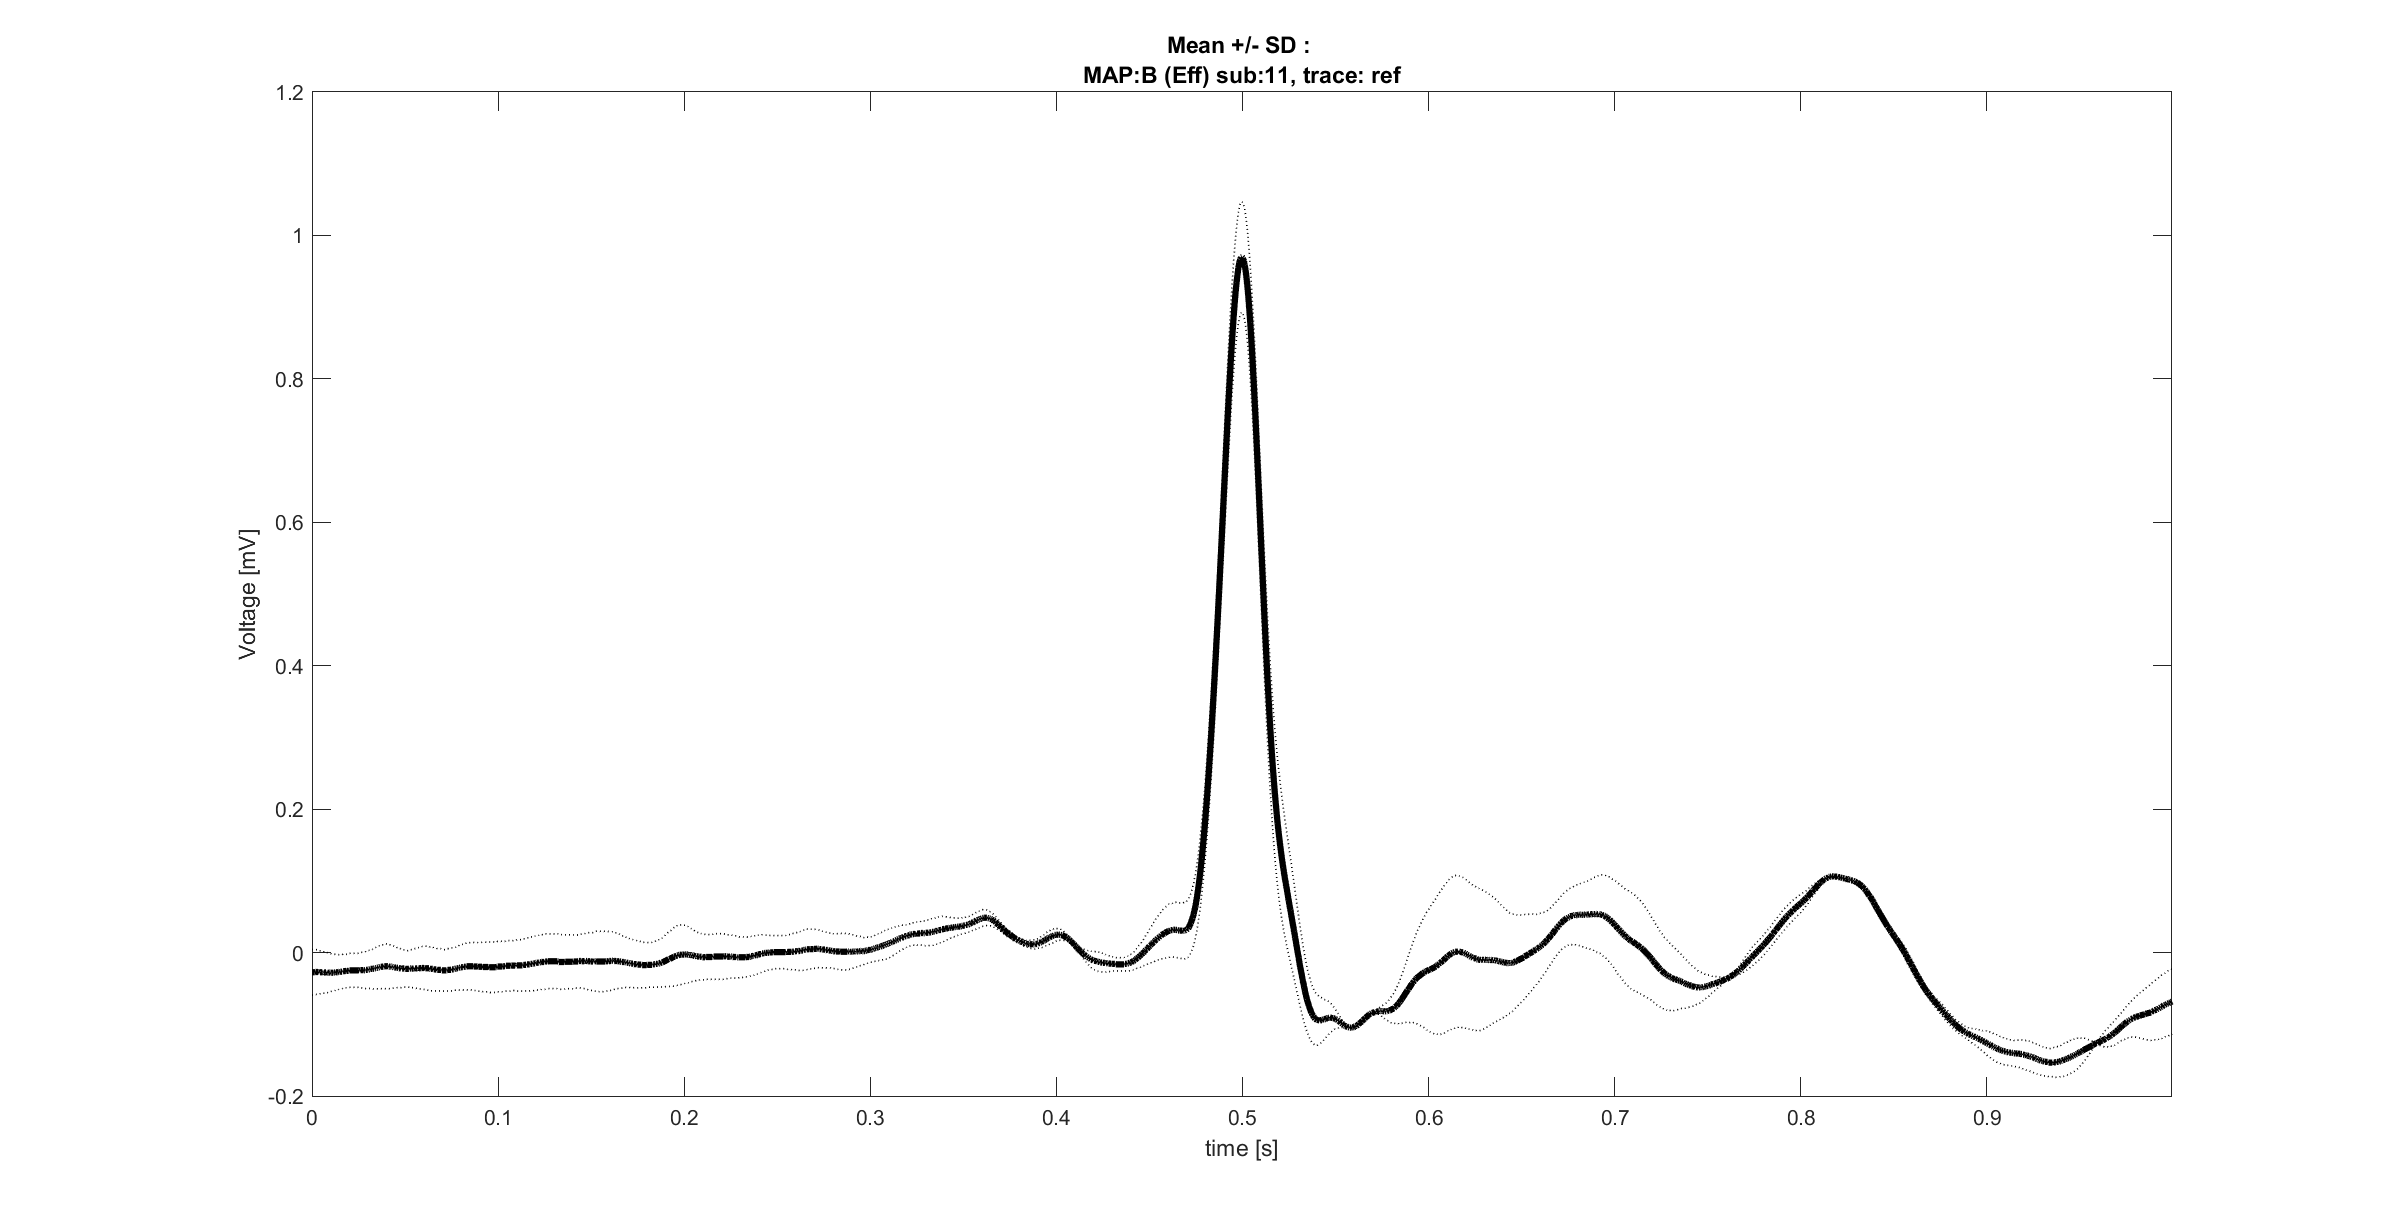 Mean +/- SD :
MAP:B (Eff) sub:11, trace: ref
1.2
1
0.8
0.6
0.4
0.2
0
-0.2
Voltage [mV]
0 0.1 0.2 0.3 0.4 0.5 0.6 0.7 0.8 0.9
time [s]